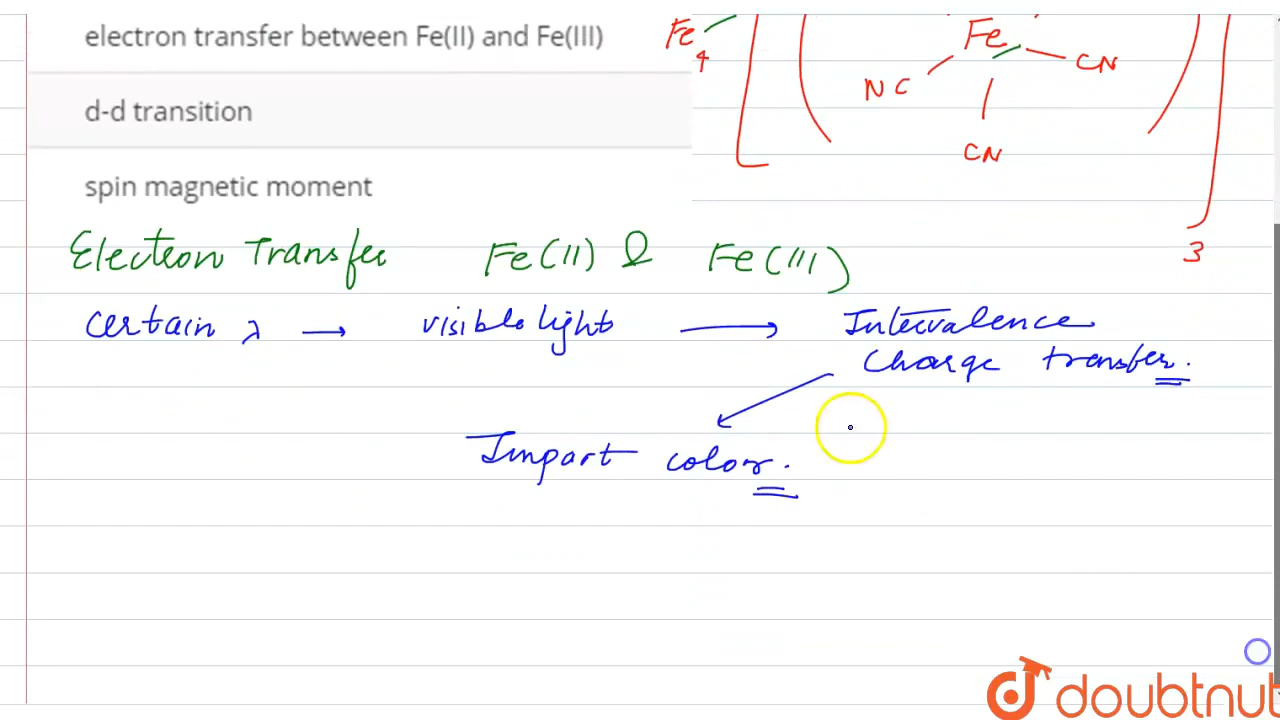 electron transfer between Fe(II) and Fe(III)
d-d transition
spin magnetic moment
Fe4
Fe
NC
CN
CN
3
Electron Transfer Fe(II) & Fe(III)
certain λ → visible light → Intervalence
charge transfer.
Impart color.
doubtnut